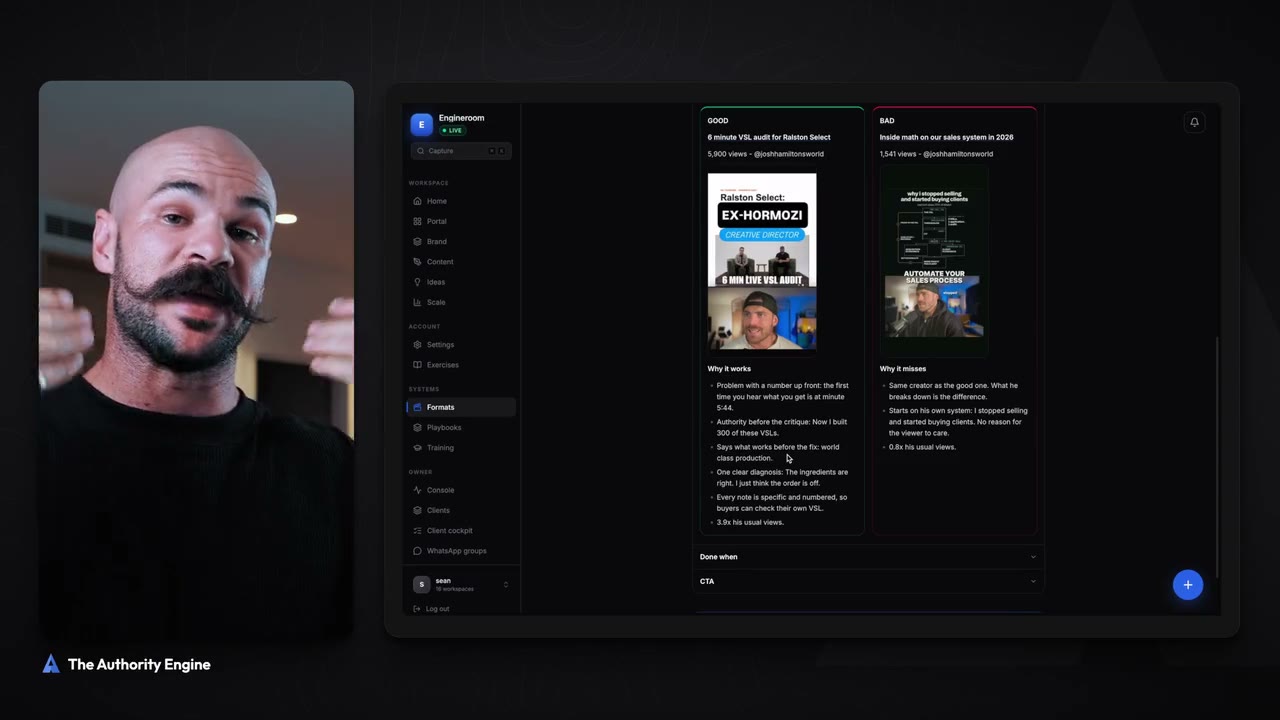 E
Engineroom
LIVE
Capture
WORKSPACE
Home
Portal
Brand
Content
Ideas
Scale
ACCOUNT
Settings
Exercises
SYSTEMS
Formats
Playbooks
Training
OWNER
Console
Clients
Client cockpit
WhatsApp groups
S
sean
Log out
GOOD
6 minute VSL audit for Ralston Select
5,900 views - @joshhamiltonsworld
Ralston Select:
EX-HORMOZI
CREATIVE DIRECTOR
6 MIN LIVE VSL AUDIT
Why it works
Problem with a number up front: the first
time you hear what you get is at minute
5:44.
Authority before the critique: Now I built
300 of these VSLs.
Says what works before the fix: world
class production.
One clear diagnosis: The ingredients are
right. I just think the order is off.
Every note is specific and numbered, so
buyers can check their own VSL.
3.9x his usual views.
BAD
Inside math on our sales system in 2026
1,541 views - @joshhamiltonsworld
why i stopped selling
and started buying clients
AUTOMATE YOUR
SALES PROCESS
Why it misses
Same creator as the good one. What he
breaks down is the difference.
Starts on his own system: I stopped selling
and started buying clients. No reason for
the viewer to care.
0.8x his usual views.
Done when
CTA
The Authority Engine